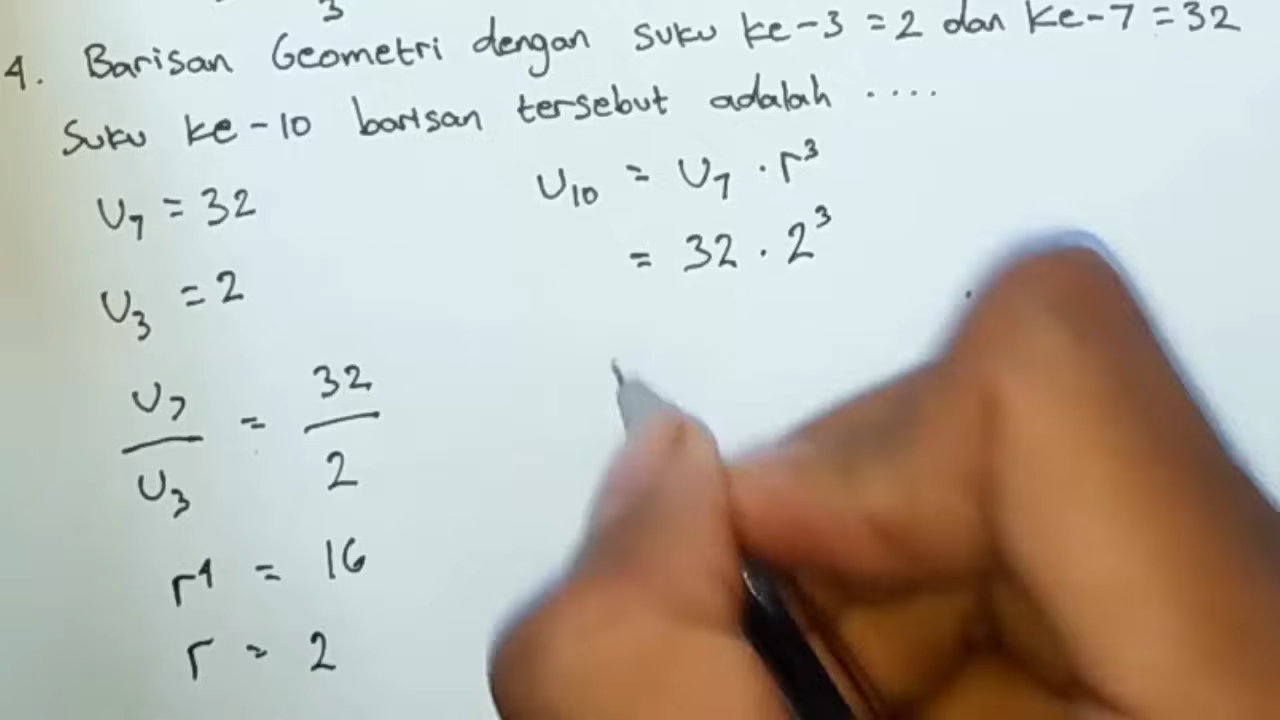 3
4. Barisan Geometri dengan suku ke-3 = 2 dan ke-7 = 32
Suku ke-10 barisan tersebut adalah ....
U₇ = 32
U₃ = 2
U₇/U₃ = 32/2
r⁴ = 16
r = 2
U₁₀ = U₇ . r³
= 32 . 2³